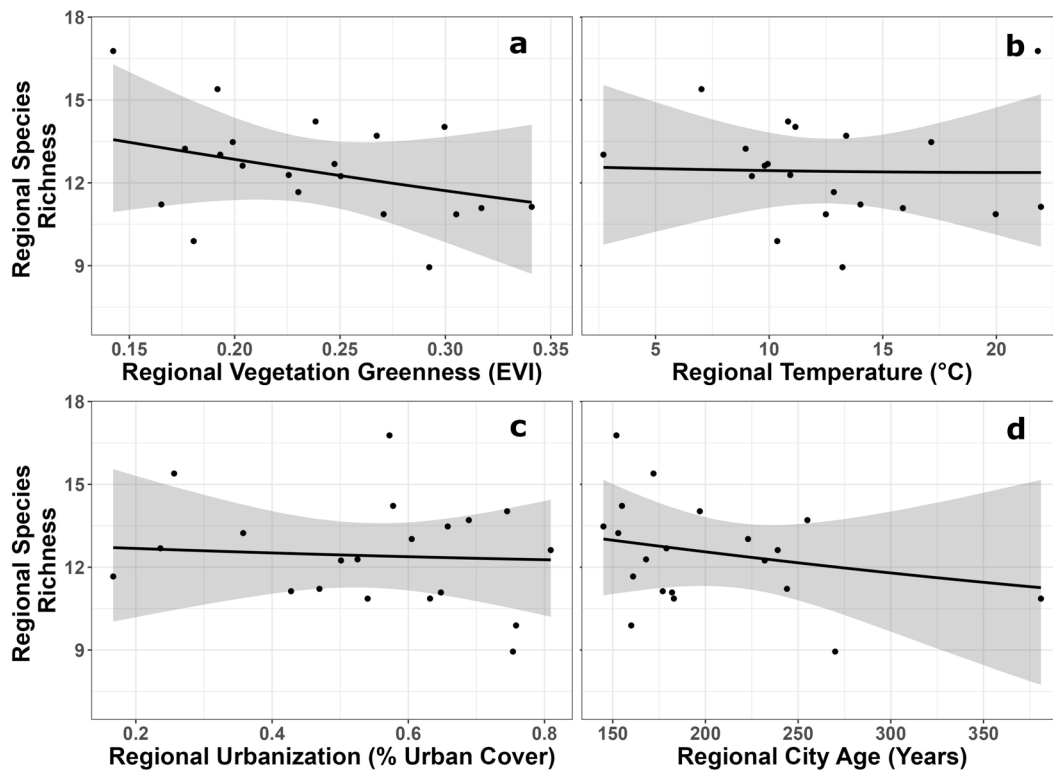 18
15
12
9
Regional Species
Richness
a
0.15 0.20 0.25 0.30 0.35
Regional Vegetation Greenness (EVI)
b
5 10 15 20
Regional Temperature (°C)
18
15
12
9
Regional Species
Richness
c
0.2 0.4 0.6 0.8
Regional Urbanization (% Urban Cover)
d
150 200 250 300 350
Regional City Age (Years)